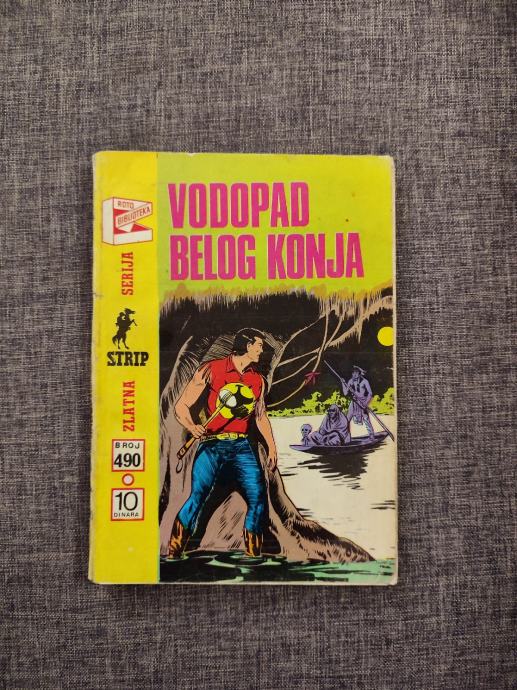 ROTO
BIBLIOTEKA
VODOPAD
BELOG KONJA
ZLATNA STRIP SERIJA
BROJ
490
10
DINARA